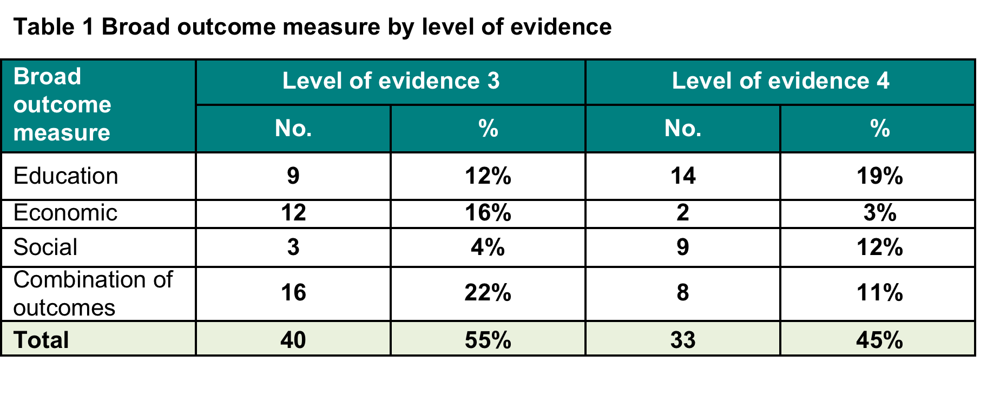 Table 1 Broad outcome measure by level of evidence
Broad
outcome
measure
Level of evidence 3 Level of evidence 4
No. % No. %
Education 9 12% 14 19%
Economic 12 16% 2 3%
Social 3 4% 9 12%
Combination of
outcomes
16 22% 8 11%
Total 40 55% 33 45%